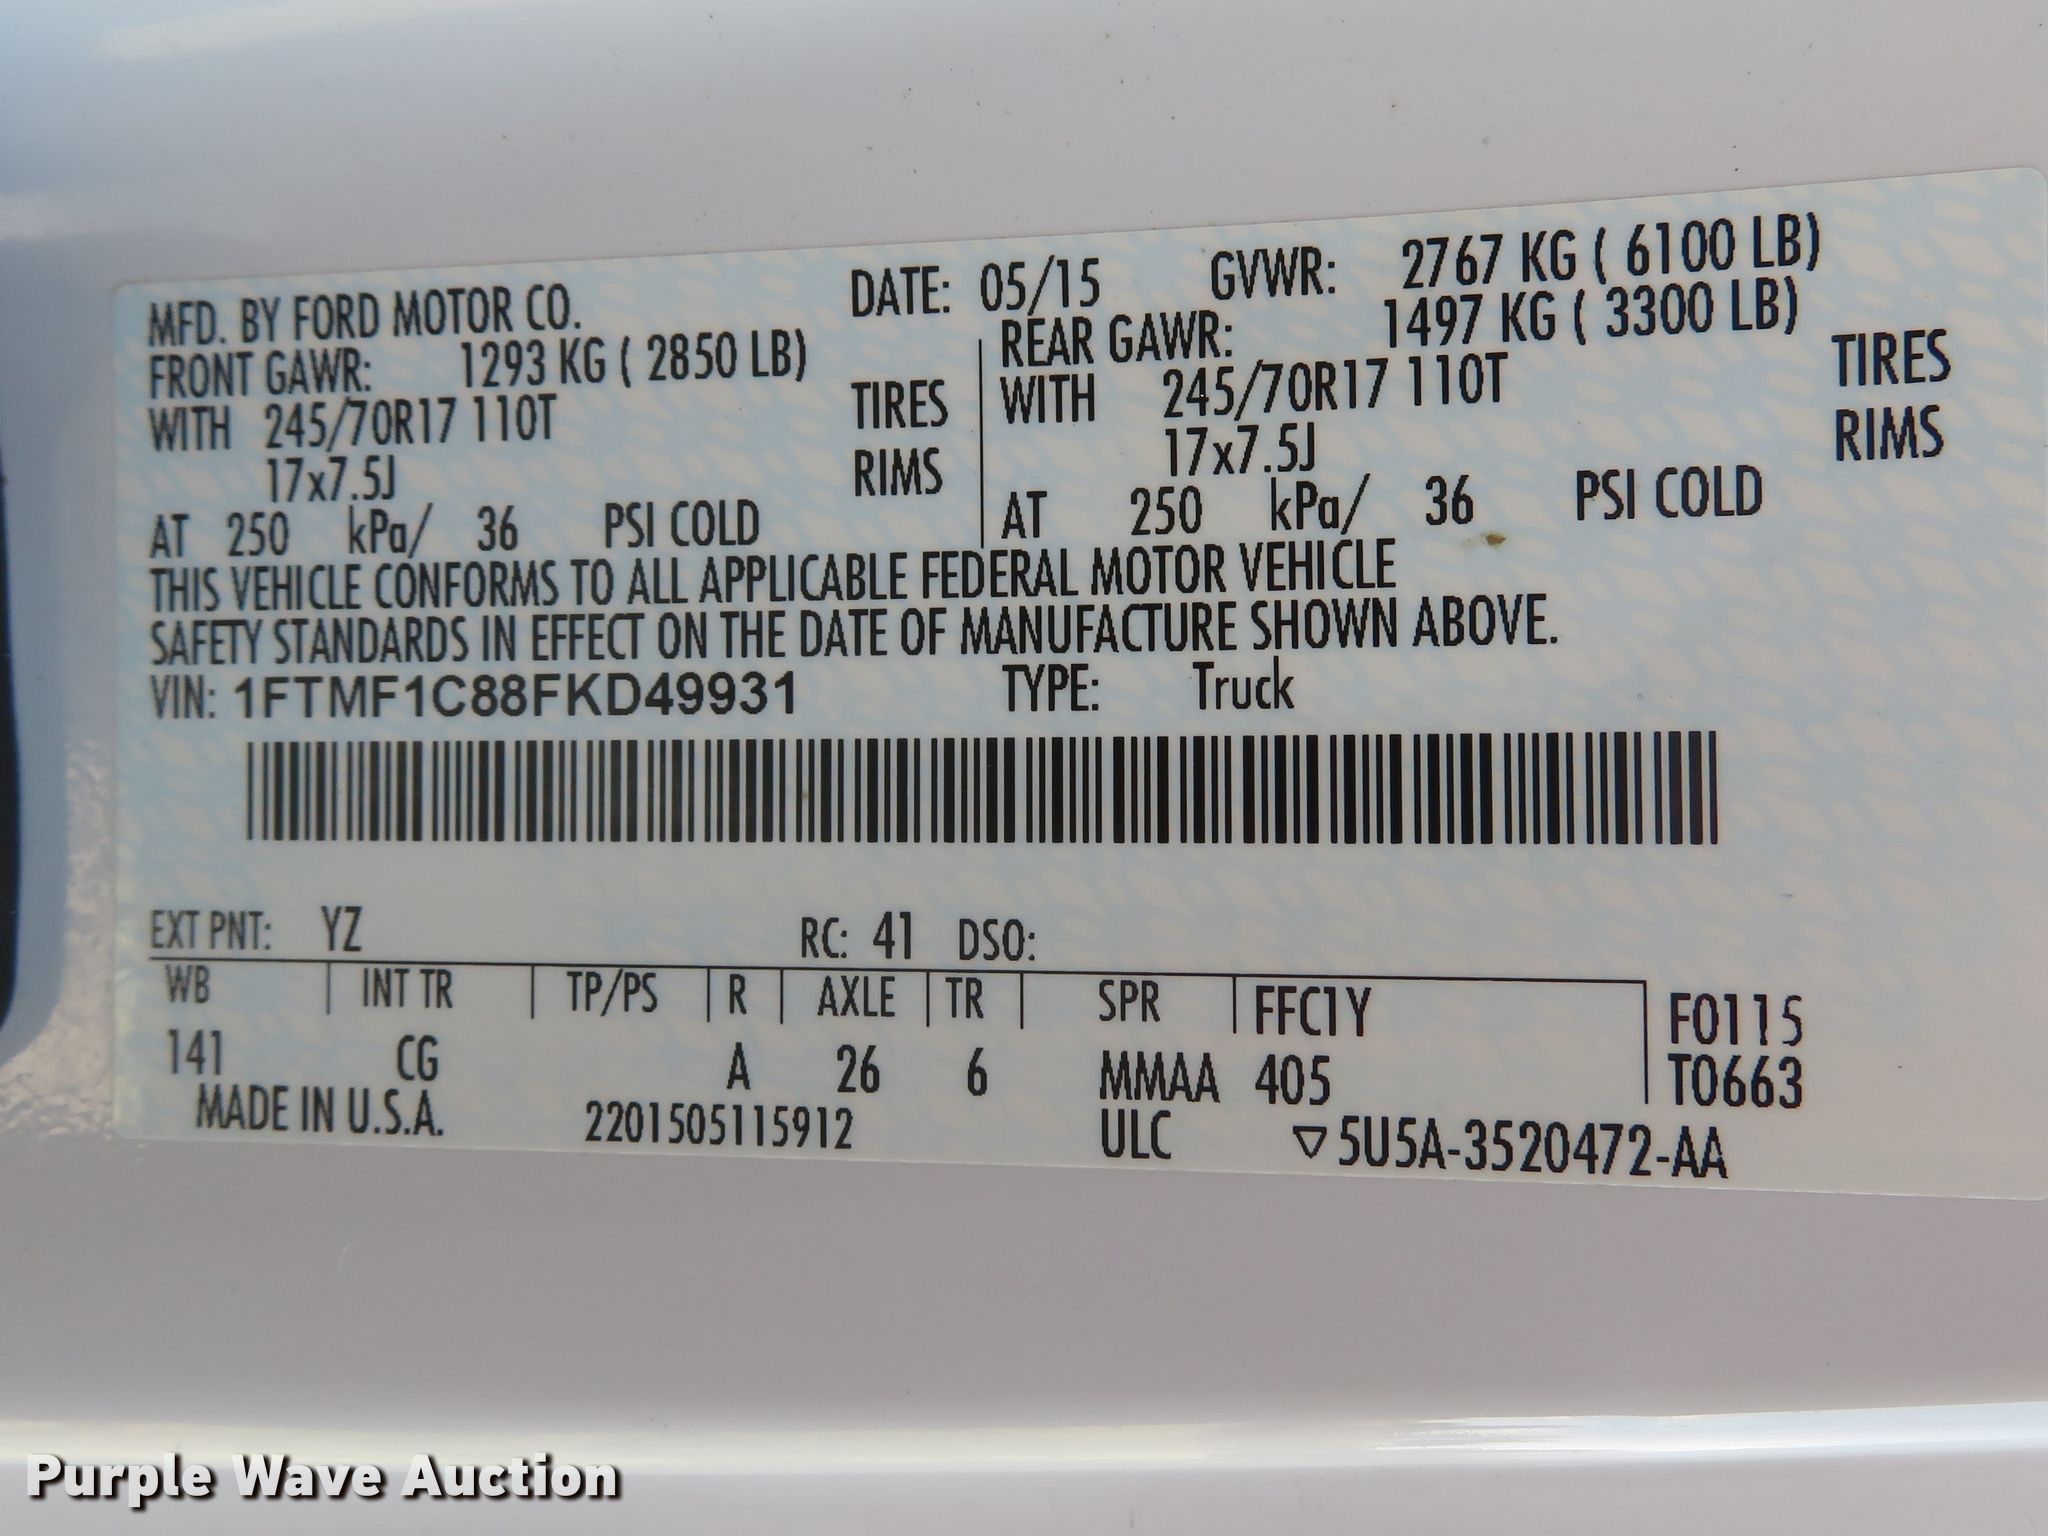 MFD. BY FORD MOTOR CO. DATE: 05/15 GVWR: 2767 KG ( 6100 LB)
FRONT GAWR: 1293 KG ( 2850 LB) REAR GAWR: 1497 KG ( 3300 LB)
WITH 245/70R17 110T TIRES WITH 245/70R17 110T TIRES
17x7.5J RIMS 17x7.5J RIMS
AT 250 kPa/ 36 PSI COLD AT 250 kPa/ 36 PSI COLD
THIS VEHICLE CONFORMS TO ALL APPLICABLE FEDERAL MOTOR VEHICLE
SAFETY STANDARDS IN EFFECT ON THE DATE OF MANUFACTURE SHOWN ABOVE.
VIN: 1FTMF1C88FKD49931 TYPE: Truck
EXT PNT: YZ RC: 41 DSO:
WB INT TR TP/PS R AXLE TR SPR FFC1Y F0115
141 CG A 26 6 MMAA 405 T0663
MADE IN U.S.A. 2201505115912 ULC ▽5U5A-3520472-AA
Purple Wave Auction